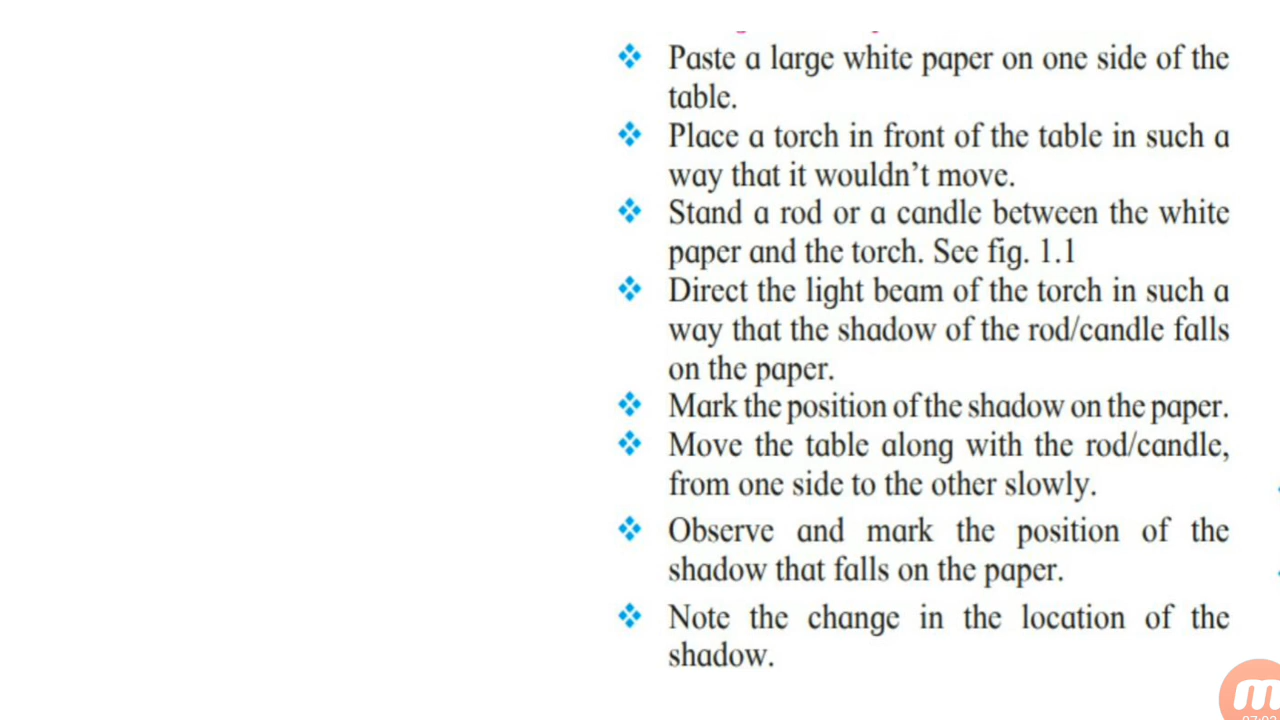 ❖ Paste a large white paper on one side of the
table.
❖ Place a torch in front of the table in such a
way that it wouldn't move.
❖ Stand a rod or a candle between the white
paper and the torch. See fig. 1.1
❖ Direct the light beam of the torch in such a
way that the shadow of the rod/candle falls
on the paper.
❖ Mark the position of the shadow on the paper.
❖ Move the table along with the rod/candle,
from one side to the other slowly.
❖ Observe and mark the position of the
shadow that falls on the paper.
❖ Note the change in the location of the
shadow.
m